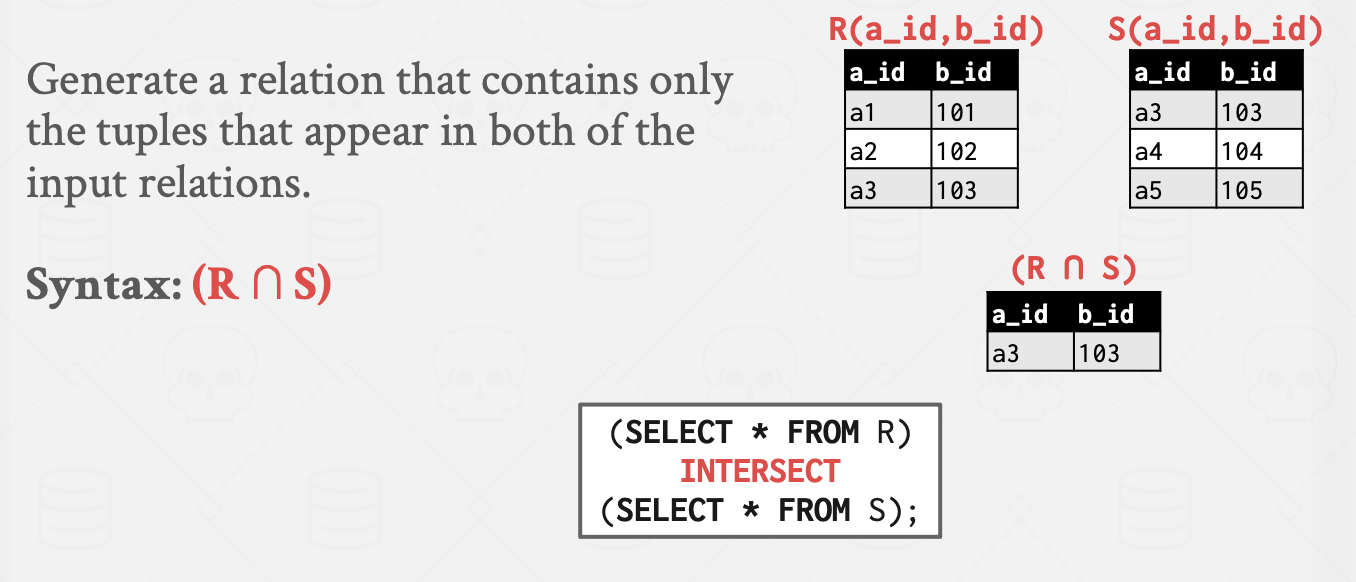 Generate a relation that contains only
the tuples that appear in both of the
input relations.
Syntax: (R ∩ S)
R(a_id,b_id)
a_id b_id
a1 101
a2 102
a3 103
S(a_id,b_id)
a_id b_id
a3 103
a4 104
a5 105
(R ∩ S)
a_id b_id
a3 103
(SELECT * FROM R)
INTERSECT
(SELECT * FROM S);